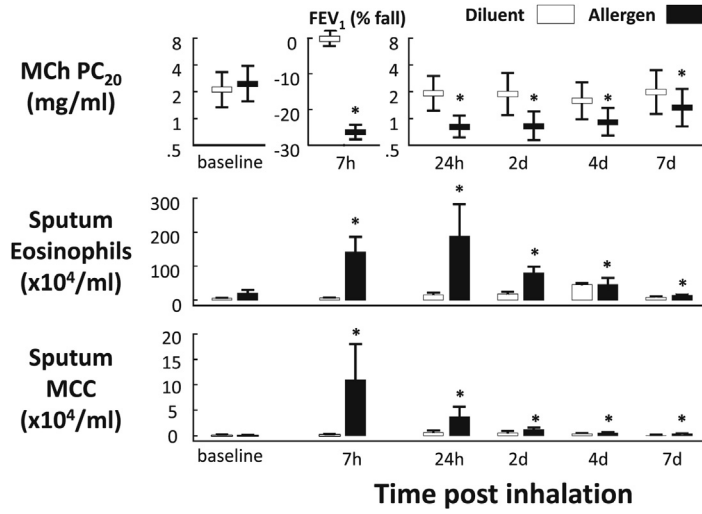 FEV1 (% fall) Diluent Allergen
MCh PC20
(mg/ml)
8
4
2
1
.5
0
-10
-20
-30
8
4
2
1
.5
* * * * *
baseline 7h 24h 2d 4d 7d
Sputum
Eosinophils
(x10⁴/ml)
300
200
100
0
* * * * *
Sputum
MCC
(x10⁴/ml)
20
15
10
5
0
* * * * *
baseline 7h 24h 2d 4d 7d
Time post inhalation